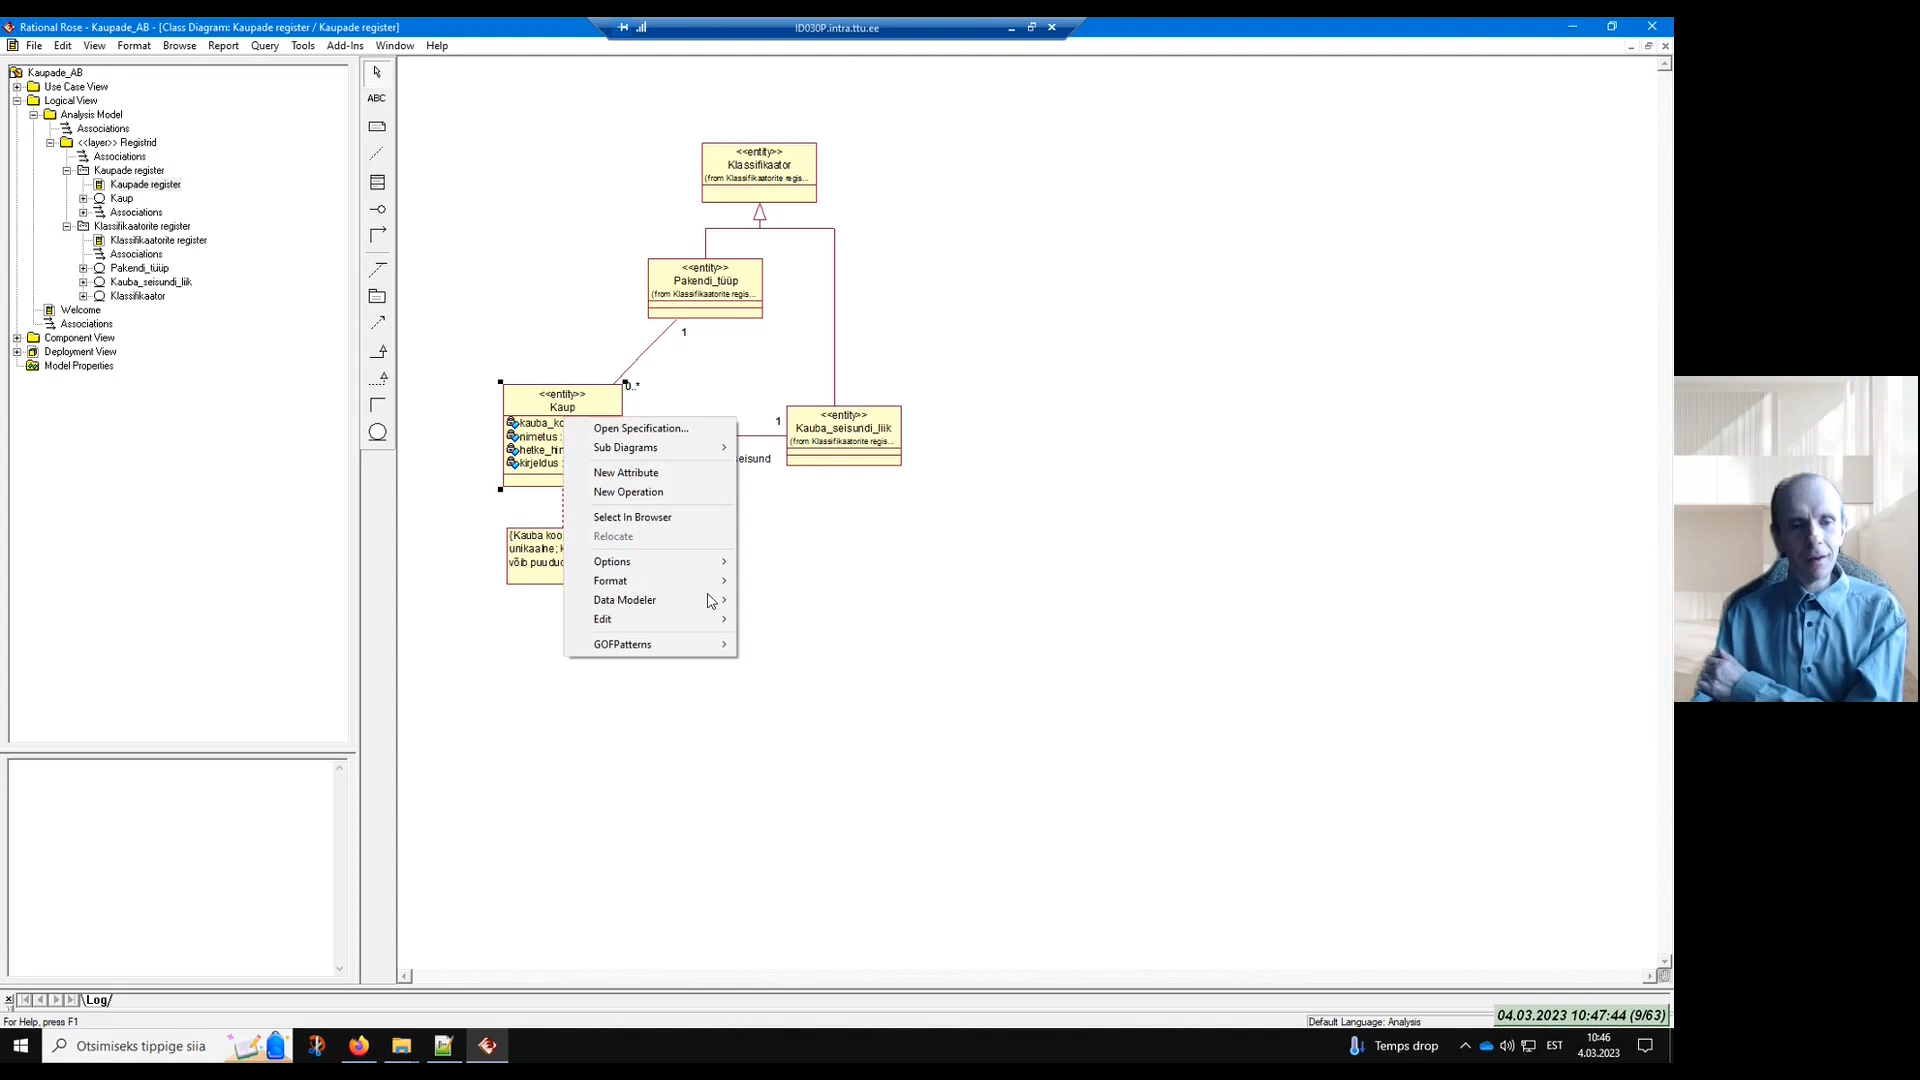 Rational Rose - Kaupade_AB - [Class Diagram: Kaupade register / Kaupade register]
ID030P.intra.ttu.ee
File Edit View Format Browse Report Query Tools Add-Ins Window Help
Kaupade_AB
Use Case View
Logical View
Analysis Model
Associations
<<layer>> Registrid
Associations
Kaupade register
Kaupade register
Kaup
Associations
Klassifikaatorite register
Klassifikaatorite register
Associations
Pakendi_tüüp
Kauba_seisundi_liik
Klassifikaator
Welcome
Associations
Component View
Deployment View
Model Properties
ABC
<<entity>>
Klassifikaator
(from Klassifikaatorite regis...
<<entity>>
Pakendi_tüüp
(from Klassifikaatorite regis...
1
0..*
<<entity>>
Kaup
kauba_ko
nimetus :
hetke_hin
kirjeldus :
{Kauba koo
unikaalne; k
võib puuduc
1
eisund
<<entity>>
Kauba_seisundi_liik
(from Klassifikaatorite regis...
Open Specification...
Sub Diagrams
New Attribute
New Operation
Select In Browser
Relocate
Options
Format
Data Modeler
Edit
GOFPatterns
Log
For Help, press F1
Default Language: Analysis
04.03.2023 10:47:44 (9/63)
Otsimiseks tippige siia
Temps drop
EST
10:46
4.03.2023